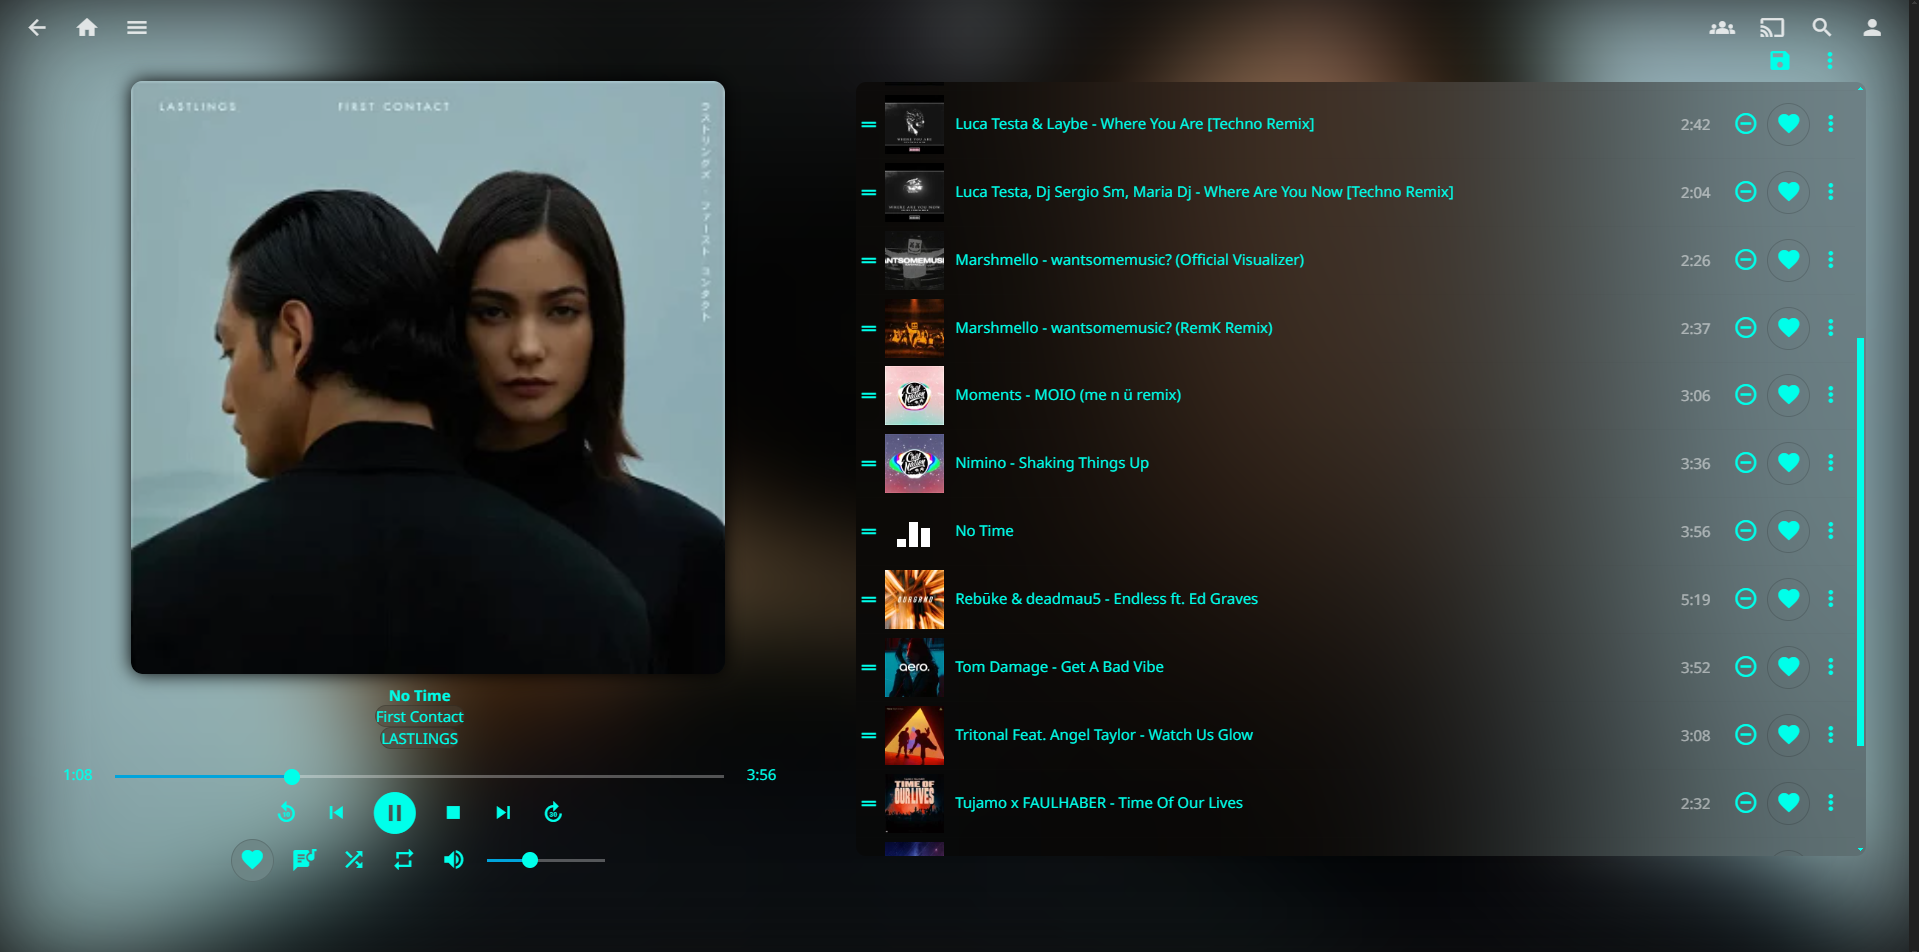 LASTLINGS
FIRST CONTACT
ラストリングス・ファースト コンタクト
No Time
First Contact
LASTLINGS
1:08
3:56
30
Luca Testa & Laybe - Where You Are [Techno Remix]
2:42
Luca Testa, Dj Sergio Sm, Maria Dj - Where Are You Now [Techno Remix]
2:04
Marshmello - wantsomemusic? (Official Visualizer)
2:26
Marshmello - wantsomemusic? (RemK Remix)
2:37
Moments - MOIO (me n ü remix)
3:06
Nimino - Shaking Things Up
3:36
No Time
3:56
Rebūke & deadmau5 - Endless ft. Ed Graves
5:19
aero.
Tom Damage - Get A Bad Vibe
3:52
Tritonal Feat. Angel Taylor - Watch Us Glow
3:08
TIME OF
OUR LIVES
Tujamo x FAULHABER - Time Of Our Lives
2:32